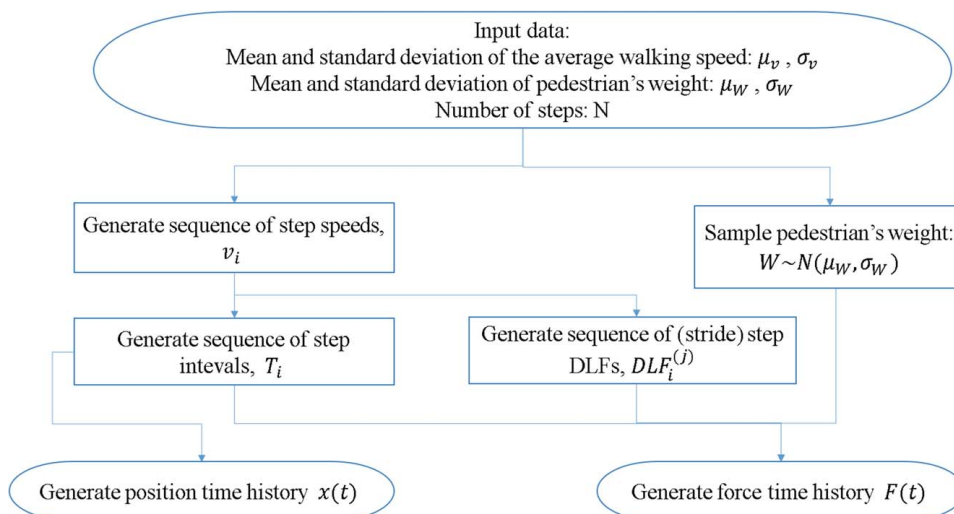 Input data:
Mean and standard deviation of the average walking speed: μ_v , σ_v
Mean and standard deviation of pedestrian's weight: μ_W , σ_W
Number of steps: N
Generate sequence of step speeds,
v_i
Sample pedestrian's weight:
W~N(μ_W,σ_W)
Generate sequence of step
intevals, T_i
Generate sequence of (stride) step
DLFs, DLF_i^(j)
Generate position time history x(t)
Generate force time history F(t)